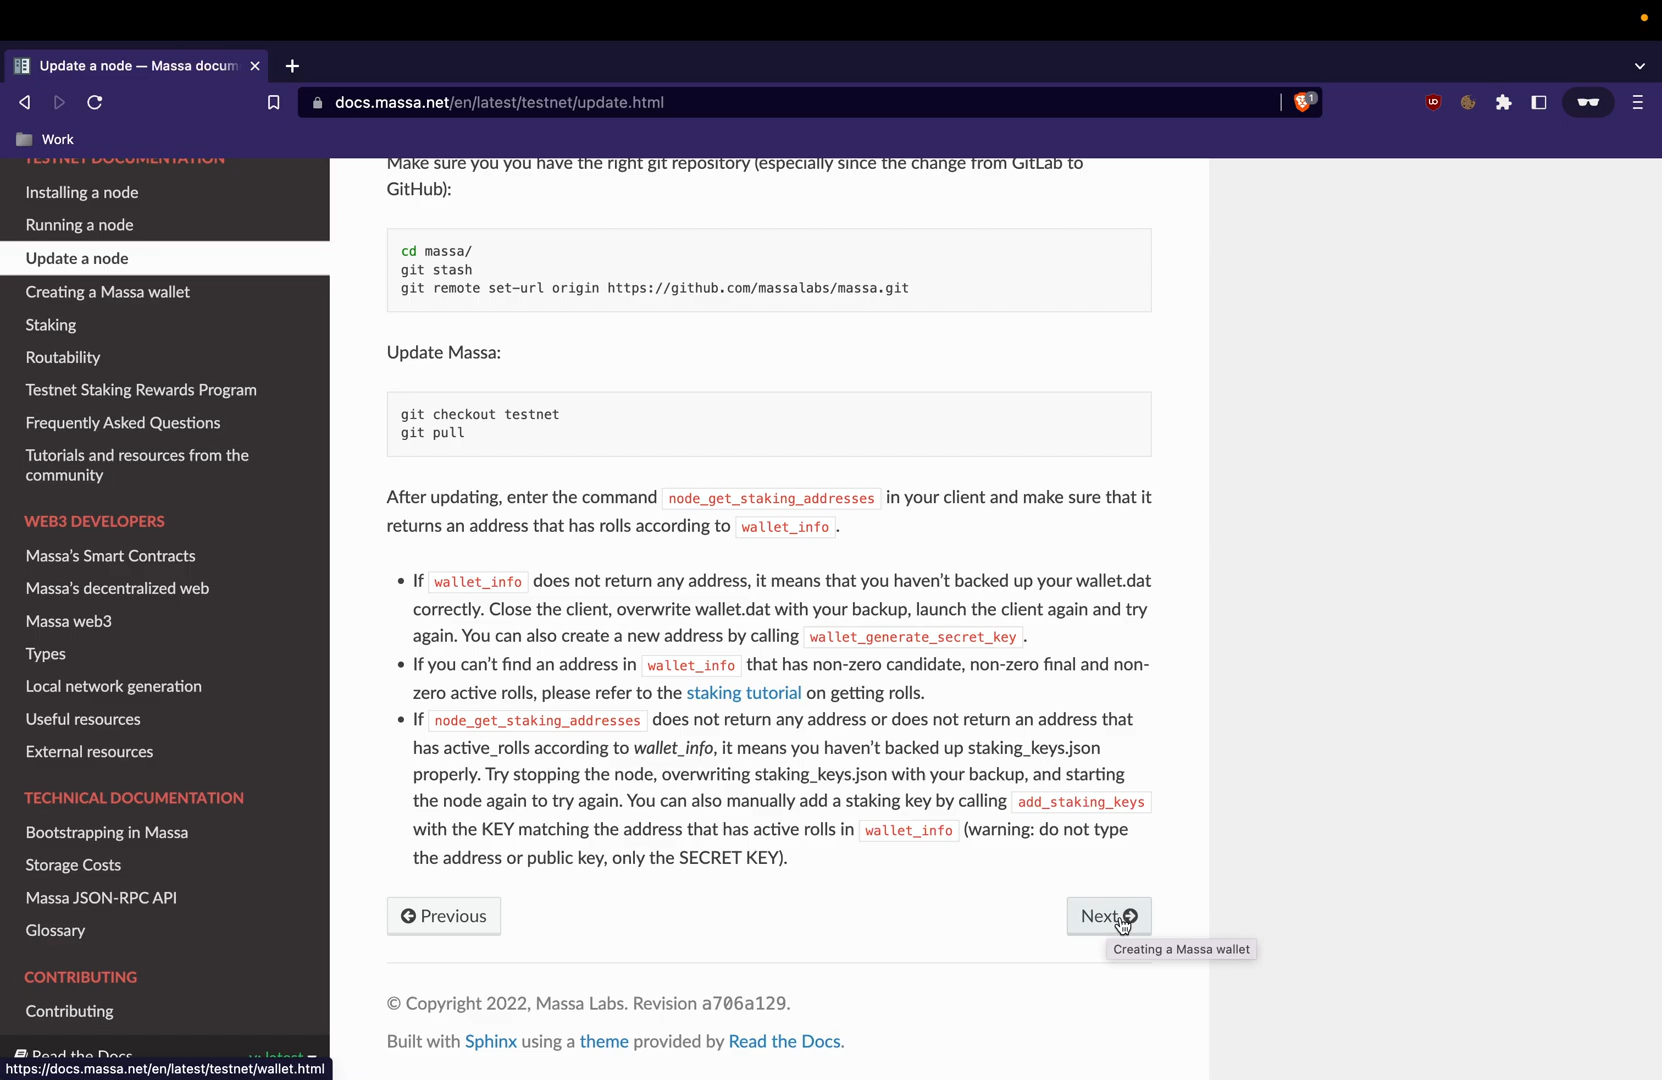 Update a node — Massa docum
docs.massa.net/en/latest/testnet/update.html
1
Work
TESTNET DOCUMENTATION
Installing a node
Running a node
Update a node
Creating a Massa wallet
Staking
Routability
Testnet Staking Rewards Program
Frequently Asked Questions
Tutorials and resources from the
community
WEB3 DEVELOPERS
Massa's Smart Contracts
Massa's decentralized web
Massa web3
Types
Local network generation
Useful resources
External resources
TECHNICAL DOCUMENTATION
Bootstrapping in Massa
Storage Costs
Massa JSON-RPC API
Glossary
CONTRIBUTING
Contributing
Read the Docs
v: latest
https://docs.massa.net/en/latest/testnet/wallet.html
Make sure you you have the right git repository (especially since the change from GitLab to
GitHub):
cd massa/
git stash
git remote set-url origin https://github.com/massalabs/massa.git
Update Massa:
git checkout testnet
git pull
After updating, enter the command node_get_staking_addresses in your client and make sure that it
returns an address that has rolls according to wallet_info.
• If wallet_info does not return any address, it means that you haven't backed up your wallet.dat
correctly. Close the client, overwrite wallet.dat with your backup, launch the client again and try
again. You can also create a new address by calling wallet_generate_secret_key.
• If you can't find an address in wallet_info that has non-zero candidate, non-zero final and non-
zero active rolls, please refer to the staking tutorial on getting rolls.
• If node_get_staking_addresses does not return any address or does not return an address that
has active_rolls according to wallet_info, it means you haven't backed up staking_keys.json
properly. Try stopping the node, overwriting staking_keys.json with your backup, and starting
the node again to try again. You can also manually add a staking key by calling add_staking_keys
with the KEY matching the address that has active rolls in wallet_info (warning: do not type
the address or public key, only the SECRET KEY).
Previous
Next
Creating a Massa wallet
© Copyright 2022, Massa Labs. Revision a706a129.
Built with Sphinx using a theme provided by Read the Docs.